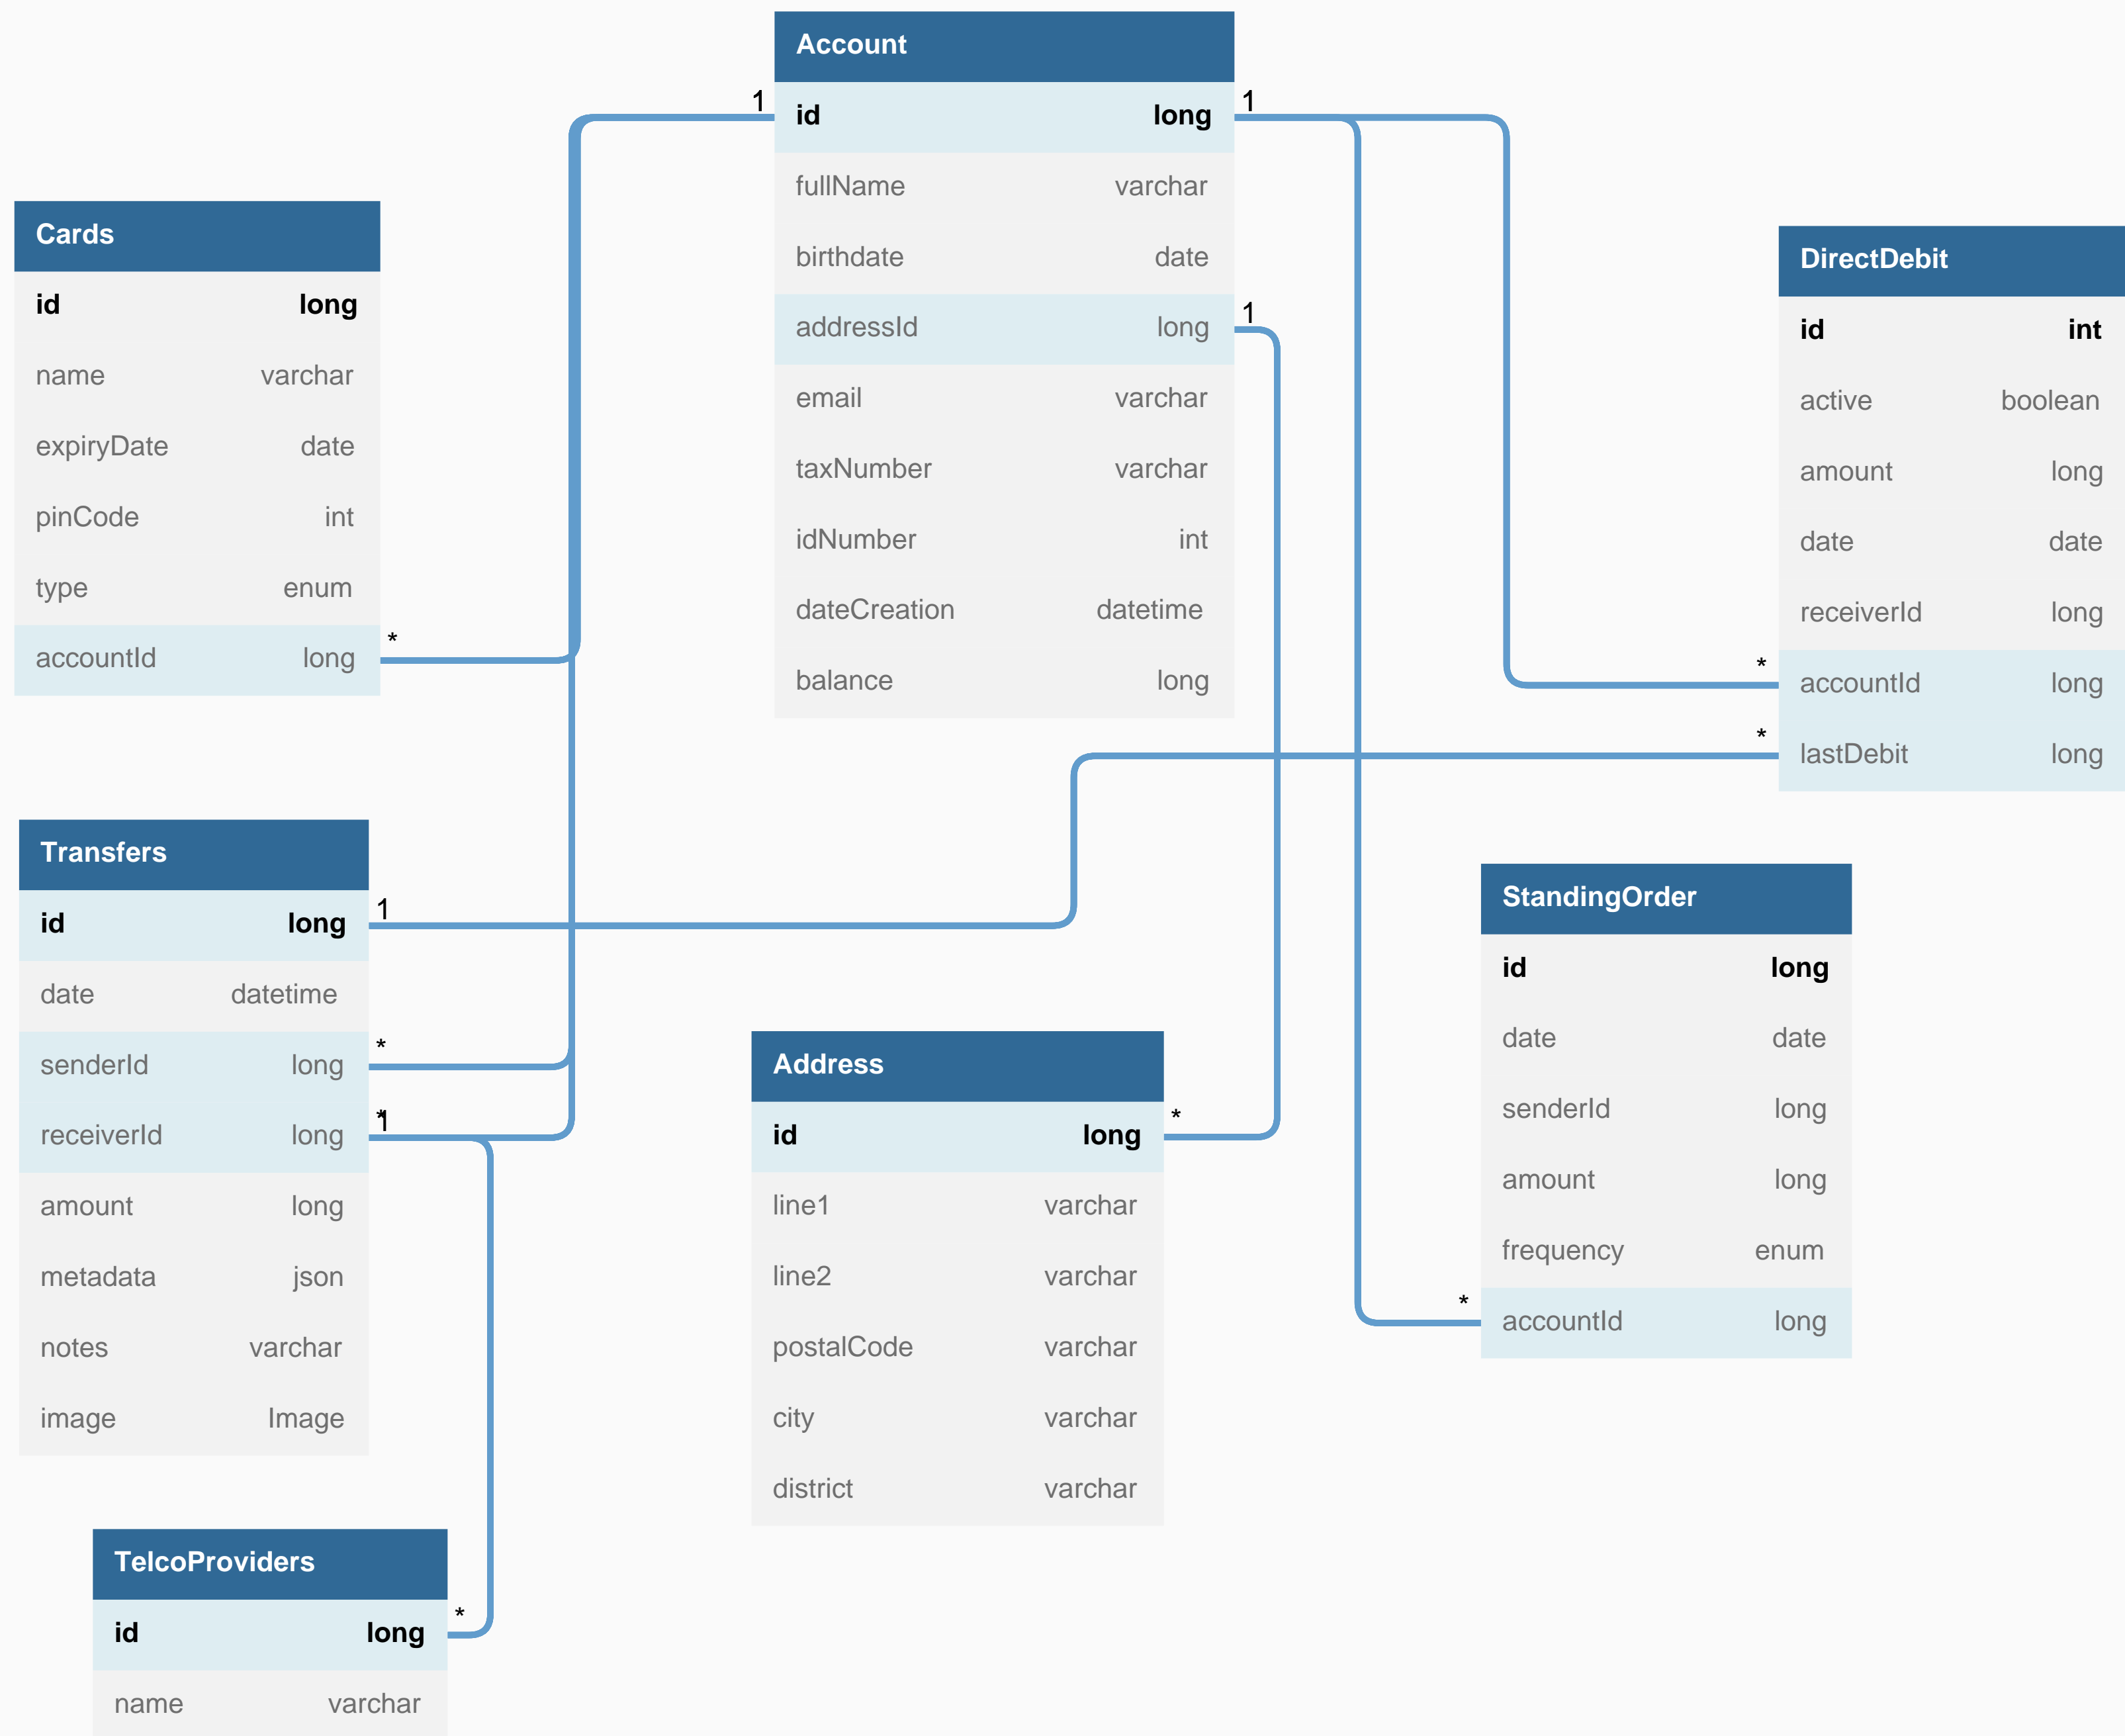 Account
1 id long 1
fullName varchar
birthdate date
addressId long 1
email varchar
taxNumber varchar
idNumber int
dateCreation datetime
balance long
Cards
id long
name varchar
expiryDate date
pinCode int
type enum
accountId long *
DirectDebit
id int
active boolean
amount long
date date
receiverId long
* accountId long
* lastDebit long
Transfers
id long 1
date datetime
senderId long *
receiverId long * 1
amount long
metadata json
notes varchar
image Image
Address
id long *
line1 varchar
line2 varchar
postalCode varchar
city varchar
district varchar
StandingOrder
id long
date date
senderId long
amount long
frequency enum
* accountId long
TelcoProviders
id long *
name varchar